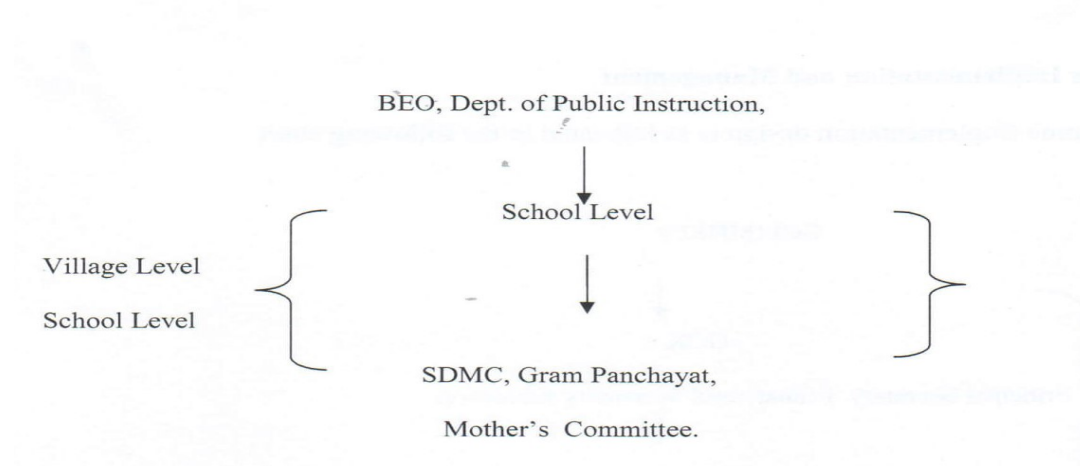 BEO, Dept. of Public Instruction,
School Level
Village Level
School Level
SDMC, Gram Panchayat,
Mother's Committee.